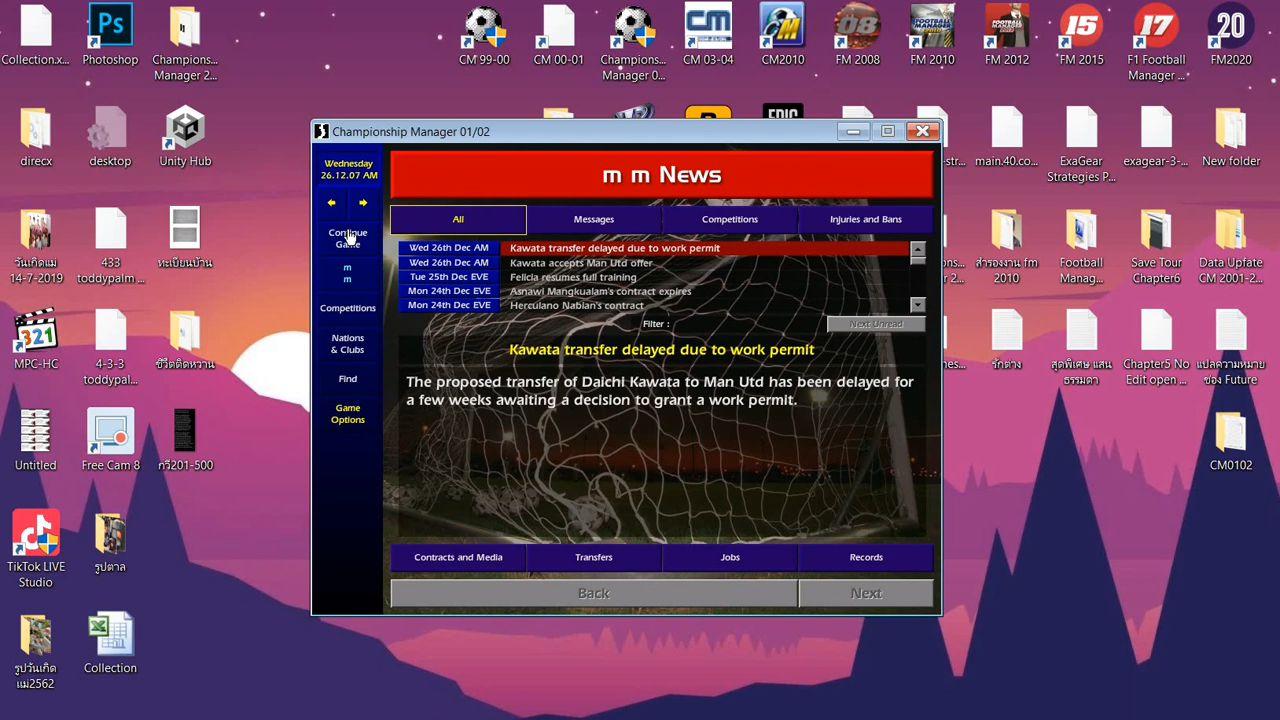 Collection.x...
Photoshop
Champions...
Manager 2...
CM 99-00
CM 00-01
Champions...
Manager 0...
CM 03-04
CM2010
FM 2008
FM 2010
FM 2012
FM 2015
F1 Football
Manager ...
FM2020
direcx
desktop
Unity Hub
main.40.co...
ExaGear
Strategies P...
exagear-3-...
New folder
วันเกิดแม่
14-7-2019
433
toddypalm...
ทะเบียนบ้าน
สำรองงาน fm
2010
Football
Manag...
Save Tour
Chapter6
Data Upfate
CM 2001-2...
MPC-HC
4-3-3
toddypal...
ชีวิตติดหวาน
รักต่าง
สุดพิเศษ แสน
ธรรมดา
Chapter5 No
Edit open ...
แปลความหมาย
ของ Future
Untitled
Free Cam 8
กวี201-500
CM0102
TikTok LIVE
Studio
รูปตาล
รูปวันเกิด
แม่2562
Collection
Championship Manager 01/02
Wednesday
26.12.07 AM
Continue
Game
m
m
Competitions
Nations
& Clubs
Find
Game
Options
m m News
All
Messages
Competitions
Injuries and Bans
Wed 26th Dec AM Kawata transfer delayed due to work permit
Wed 26th Dec AM Kawata accepts Man Utd offer
Tue 25th Dec EVE Felicia resumes full training
Mon 24th Dec EVE Asnawi Mangkualam's contract expires
Mon 24th Dec EVE Herculano Nabian's contract
Filter :
Next Unread
Kawata transfer delayed due to work permit
The proposed transfer of Daichi Kawata to Man Utd has been delayed for
a few weeks awaiting a decision to grant a work permit.
Contracts and Media
Transfers
Jobs
Records
Back
Next